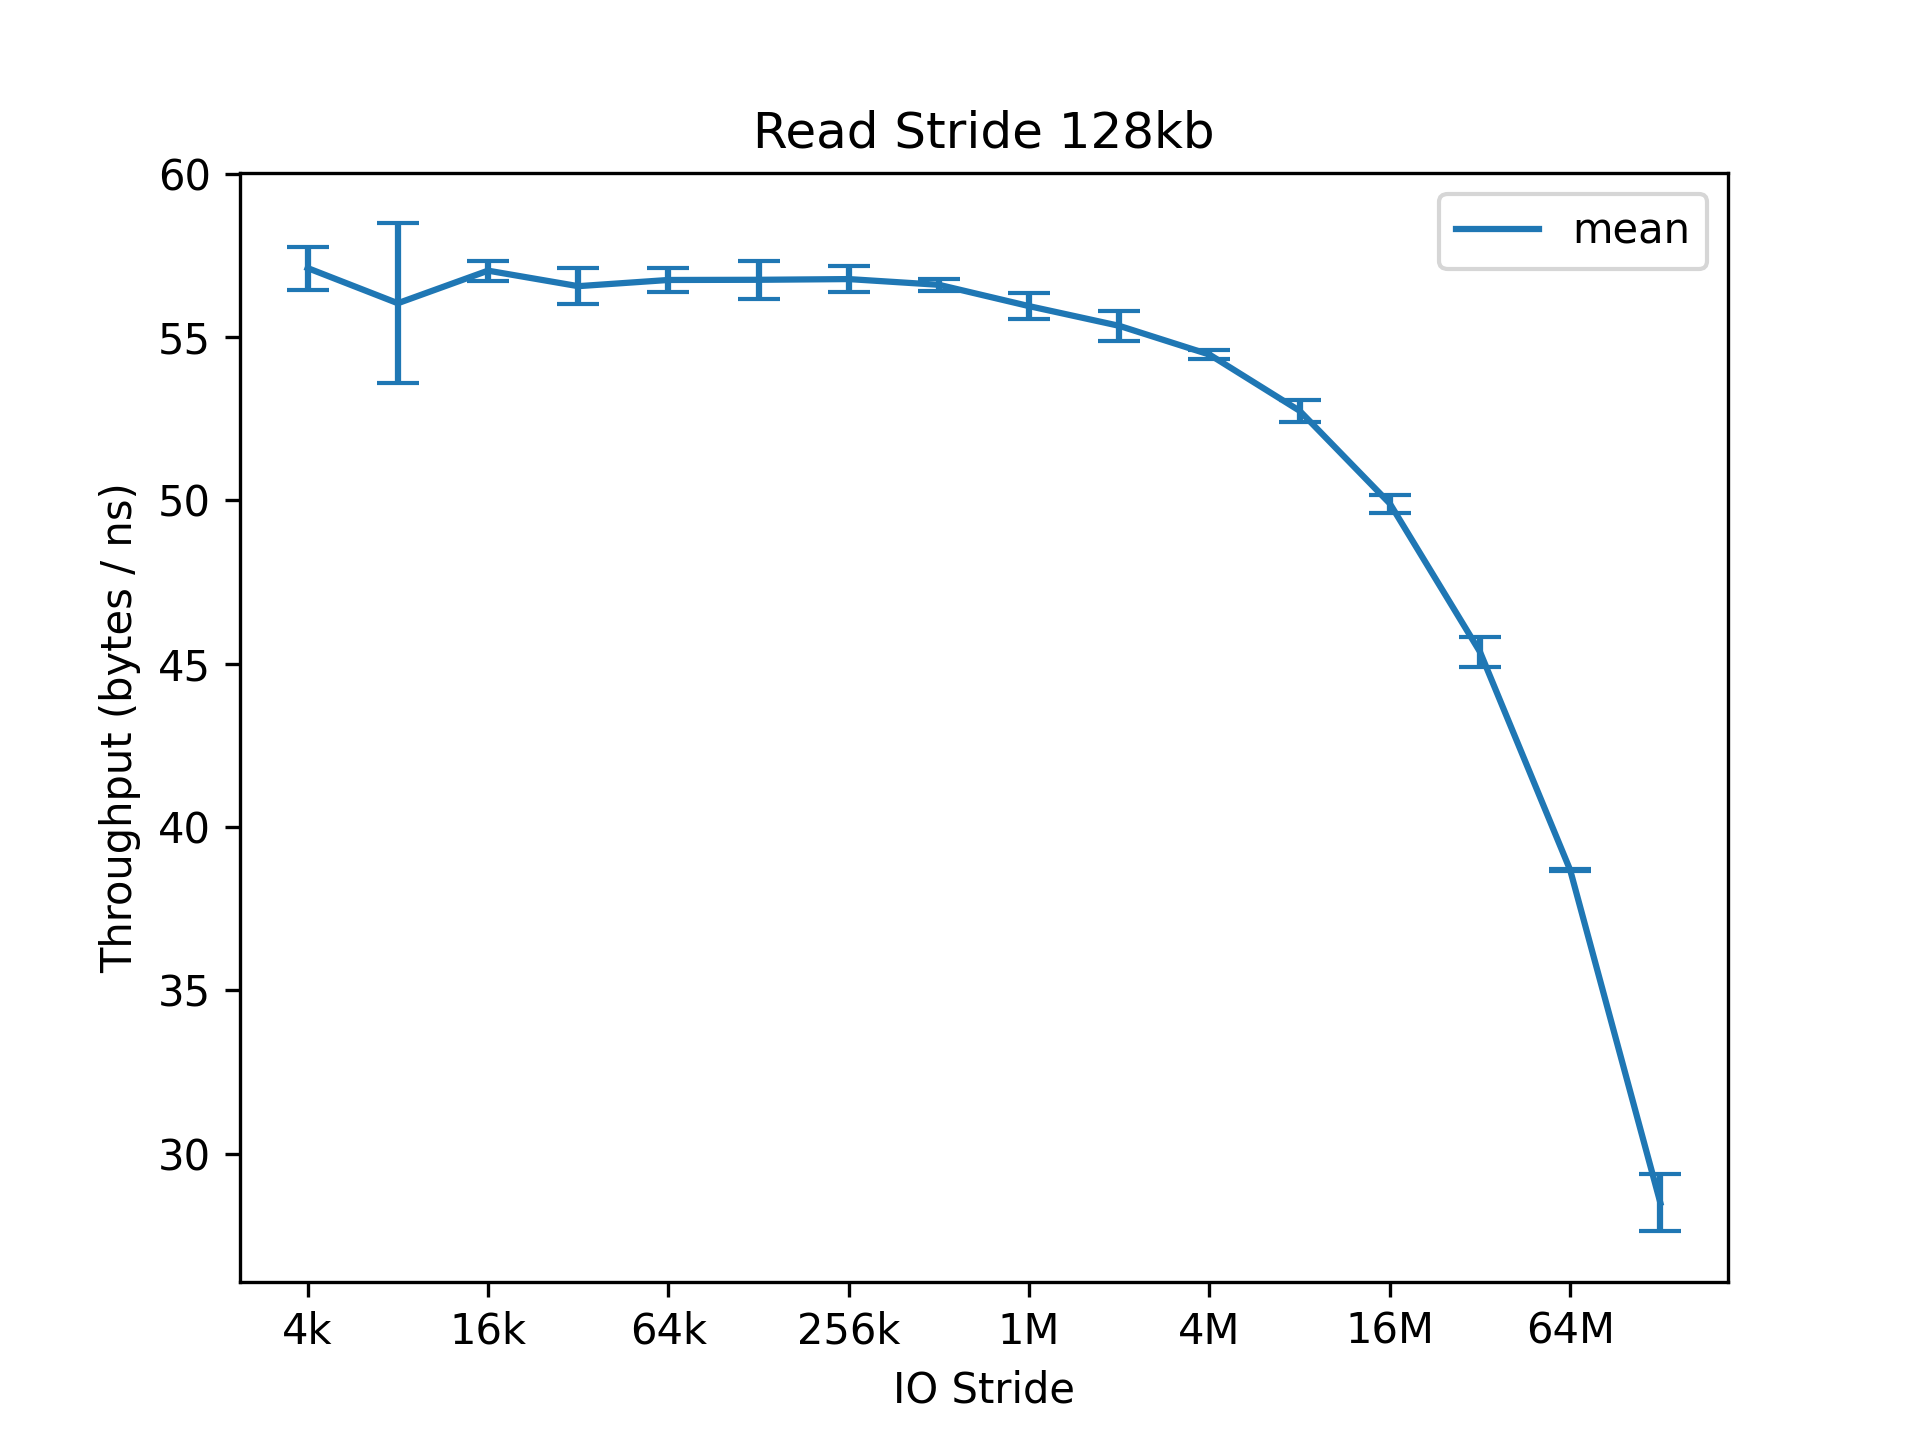 Read Stride 128kb
mean
Throughput (bytes / ns)
60
55
50
45
40
35
30
4k 16k 64k 256k 1M 4M 16M 64M
IO Stride